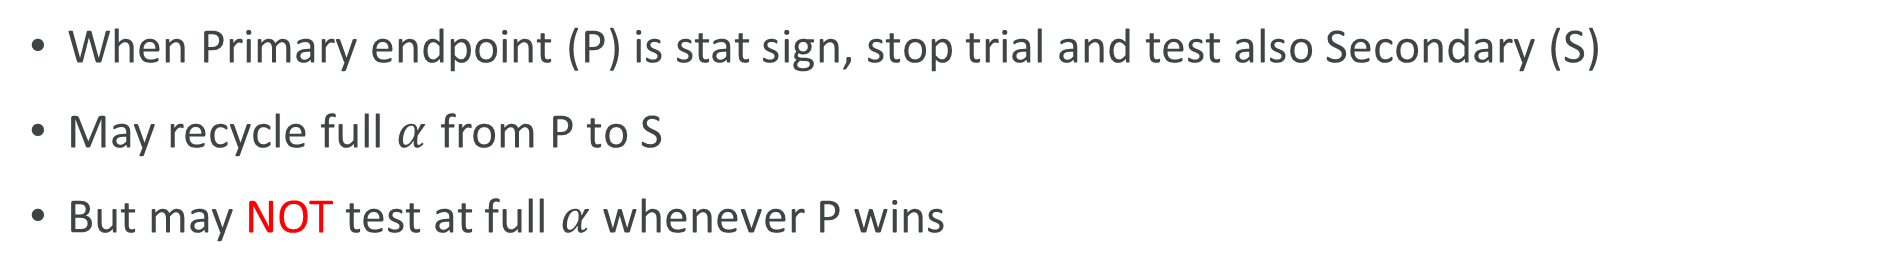 • When Primary endpoint (P) is stat sign, stop trial and test also Secondary (S)
• May recycle full α from P to S
• But may NOT test at full α whenever P wins